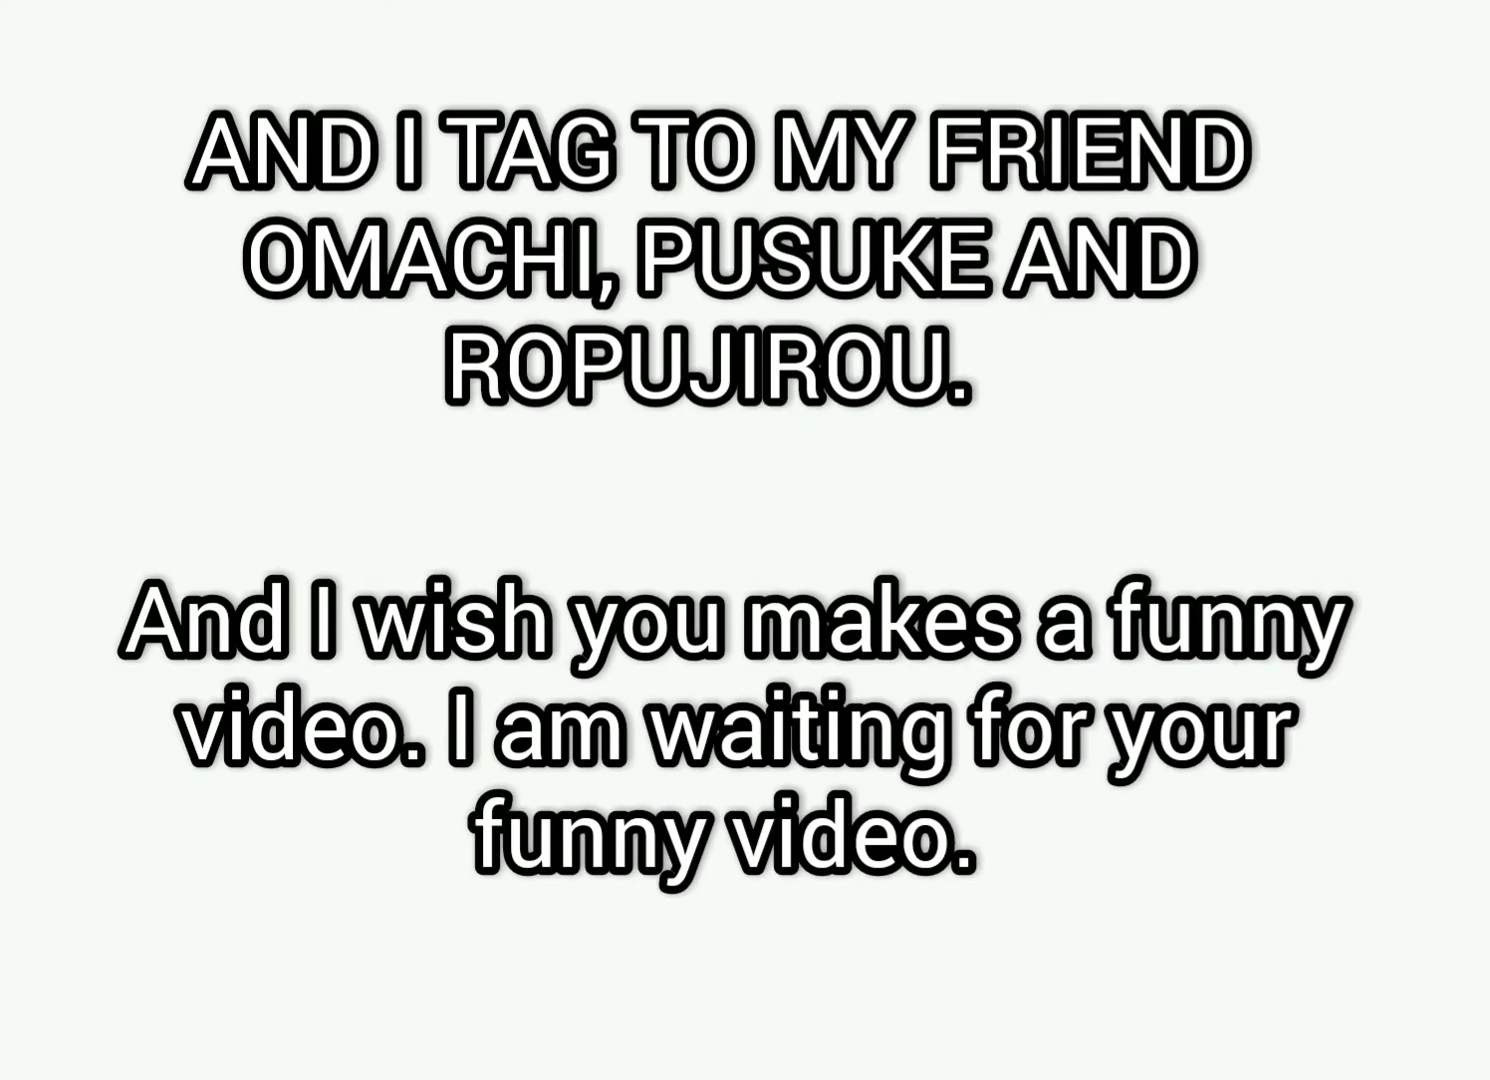 AND I TAG TO MY FRIEND
OMACHI, PUSUKE AND
ROPUJIROU.
And I wish you makes a funny
video. I am waiting for your
funny video.